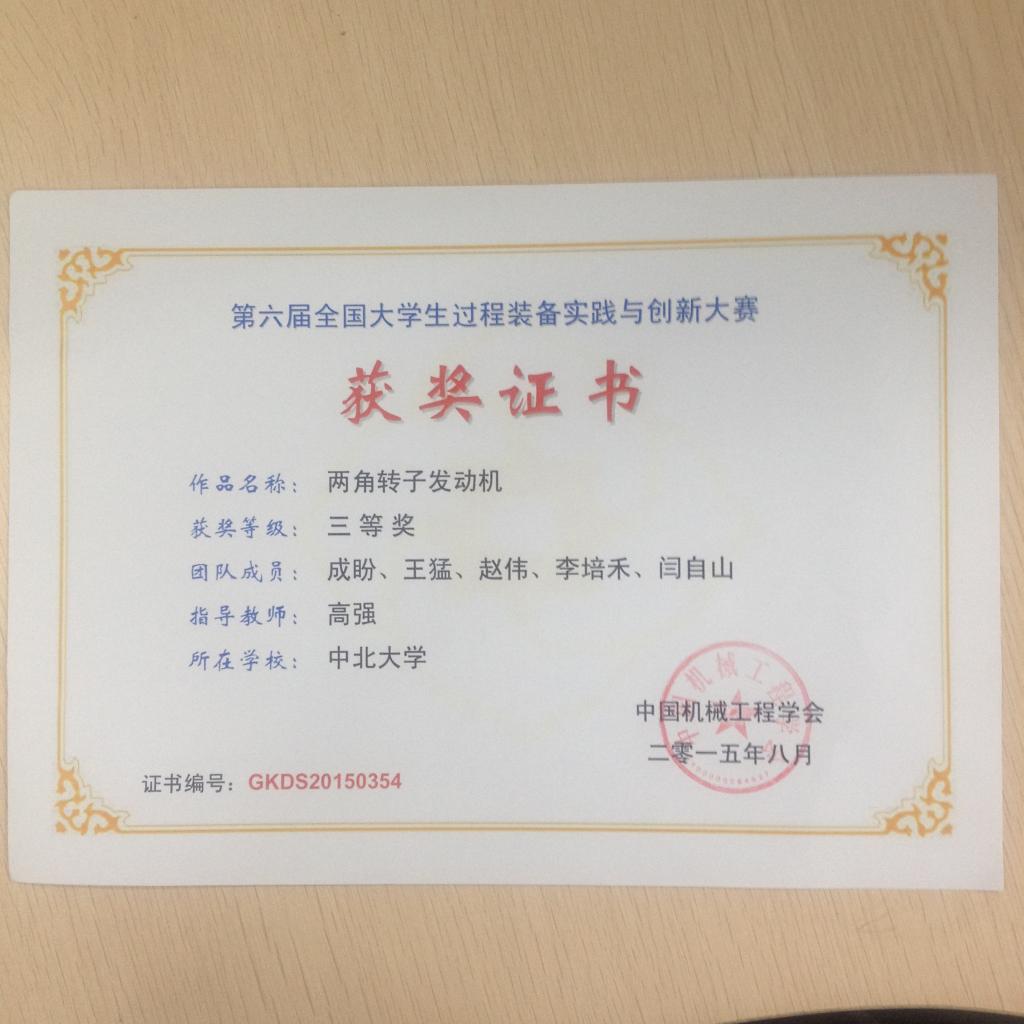 第六届全国大学生过程装备实践与创新大赛
获奖证书
作品名称： 两角转子发动机
获奖等级： 三等奖
团队成员： 成盼、王猛、赵伟、李培禾、闫自山
指导教师： 高强
所在学校： 中北大学
中国机械工程学会
二零一五年八月
证书编号：GKDS20150354